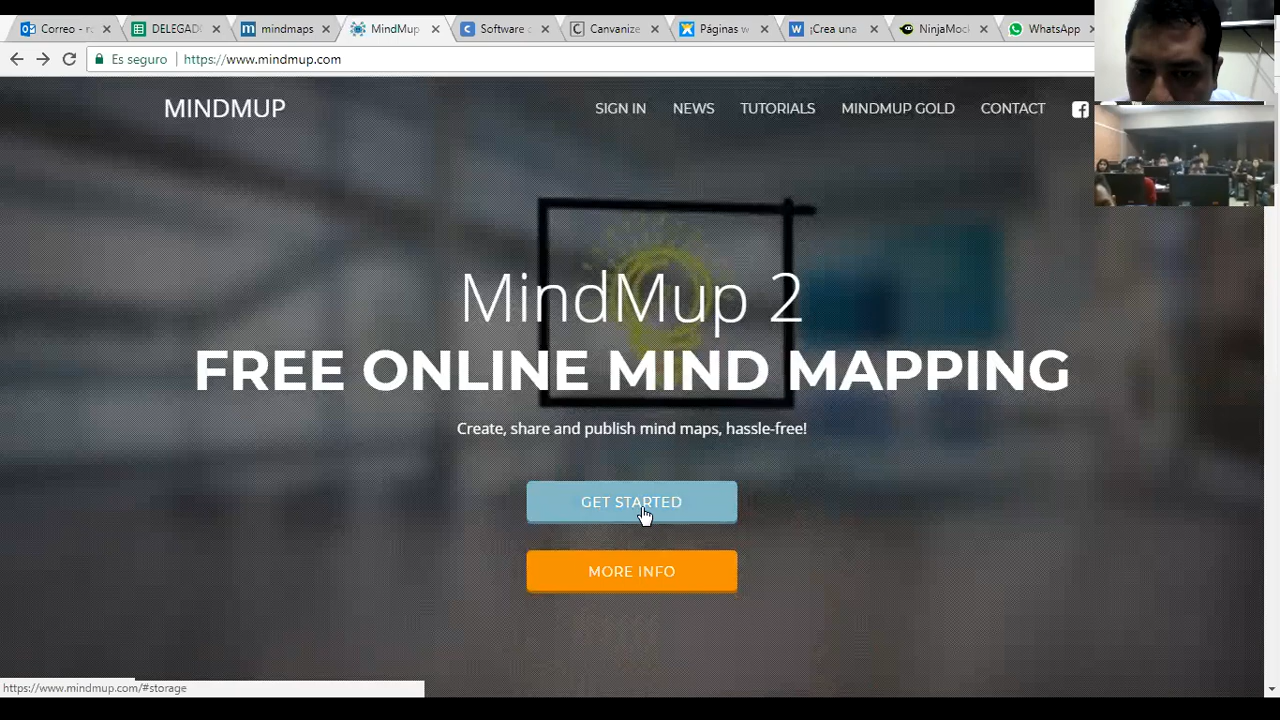 Correo - r
DELEGAD
mindmaps
MindMup
Software
Canvanize
Páginas w
¡Crea una
NinjaMoc
WhatsApp
Es seguro https://www.mindmup.com
MINDMUP
SIGN IN NEWS TUTORIALS MINDMUP GOLD CONTACT
MindMup 2
FREE ONLINE MIND MAPPING
Create, share and publish mind maps, hassle-free!
GET STARTED
MORE INFO
https://www.mindmup.com/#storage